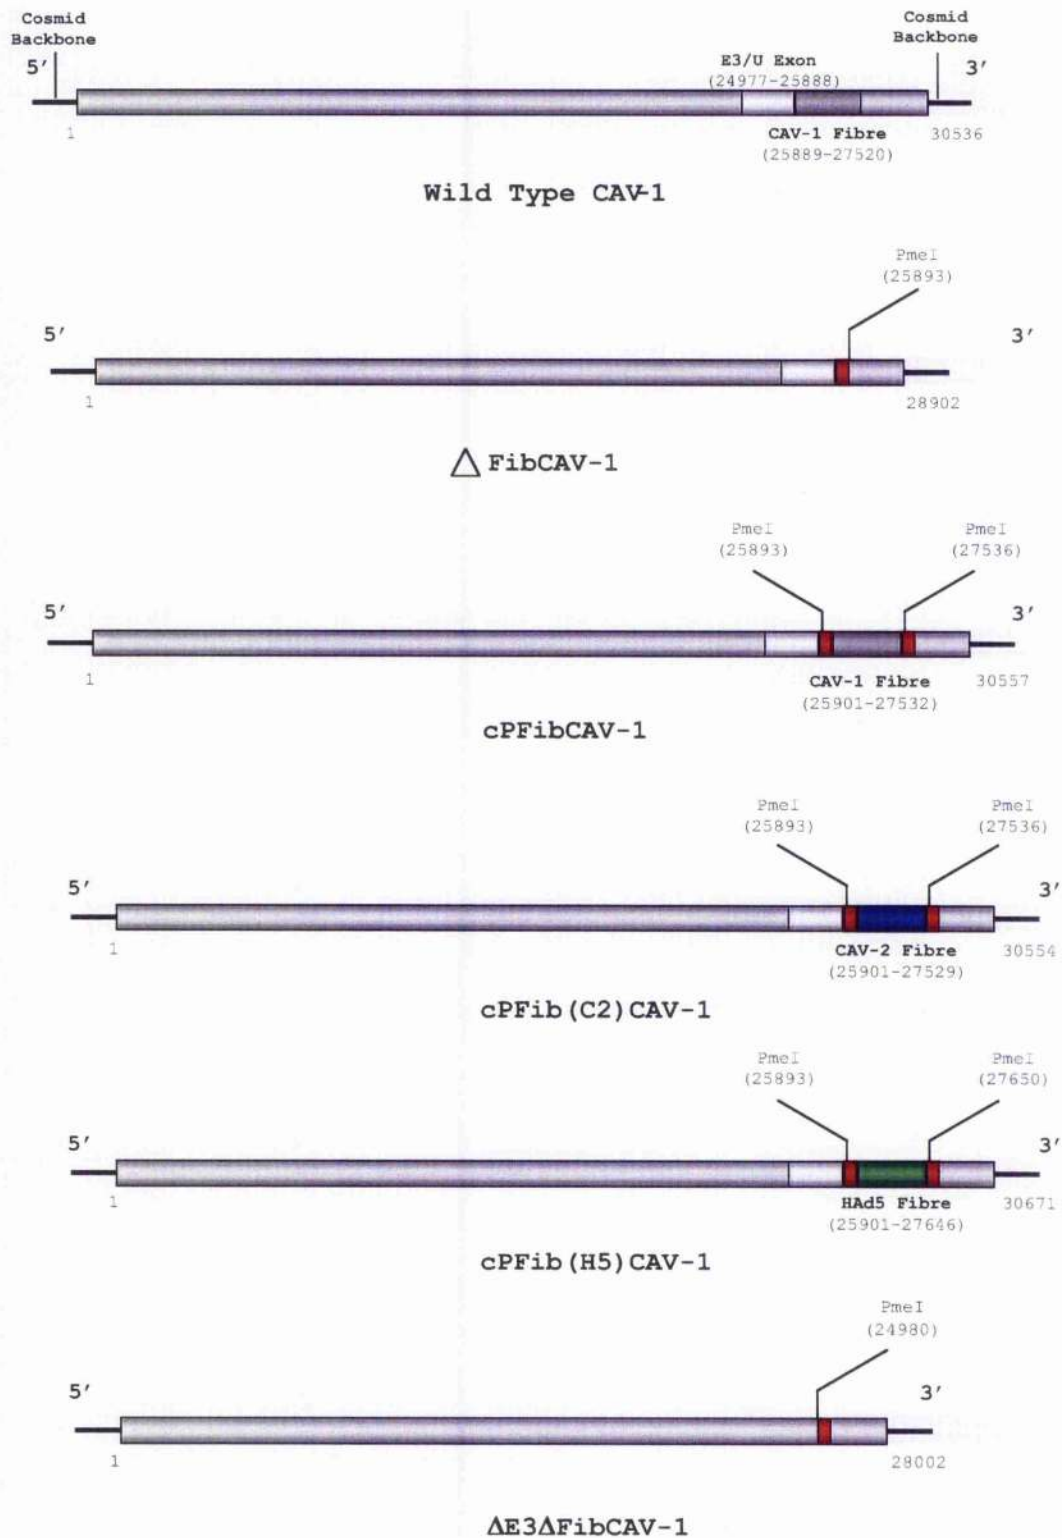 Cosmid
Backbone
Cosmid
Backbone
5'
E3/U Exon
(24977-25888)
3'
1
CAV-1 Fibre
(25889-27520)
30536
Wild Type CAV-1
PmeI
(25893)
5'
3'
1
28902
△ FibCAV-1
PmeI
(25893)
PmeI
(27536)
5'
3'
1
CAV-1 Fibre
(25901-27532)
30557
cPFibCAV-1
PmeI
(25893)
PmeI
(27536)
5'
3'
1
CAV-2 Fibre
(25901-27529)
30554
cPFib(C2)CAV-1
PmeI
(25893)
PmeI
(27650)
5'
3'
1
HAd5 Fibre
(25901-27646)
30671
cPFib(H5)CAV-1
PmeI
(24980)
5'
3'
1
28002
ΔE3ΔFibCAV-1